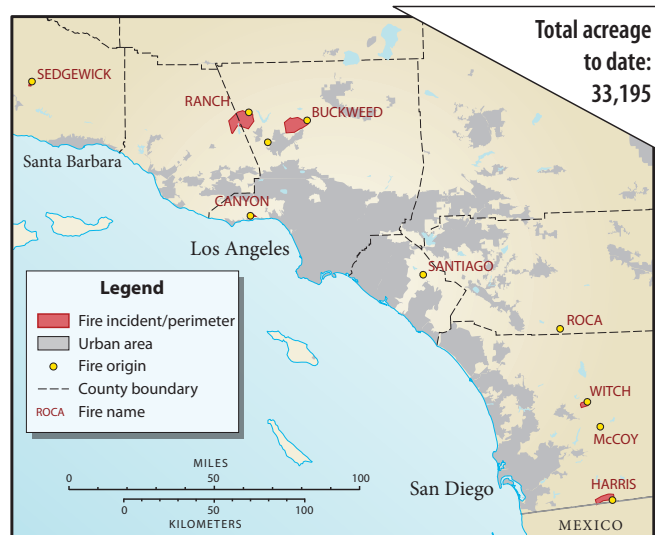 Total acreage
to date:
33,195
SEDGEWICK
RANCH
BUCKWEED
Santa Barbara
CANYON
Los Angeles
SANTIAGO
Legend
Fire incident/perimeter
Urban area
Fire origin
County boundary
ROCA Fire name
ROCA
WITCH
McCOY
HARRIS
San Diego
MEXICO
MILES
0 50 100
0 50 100
KILOMETERS